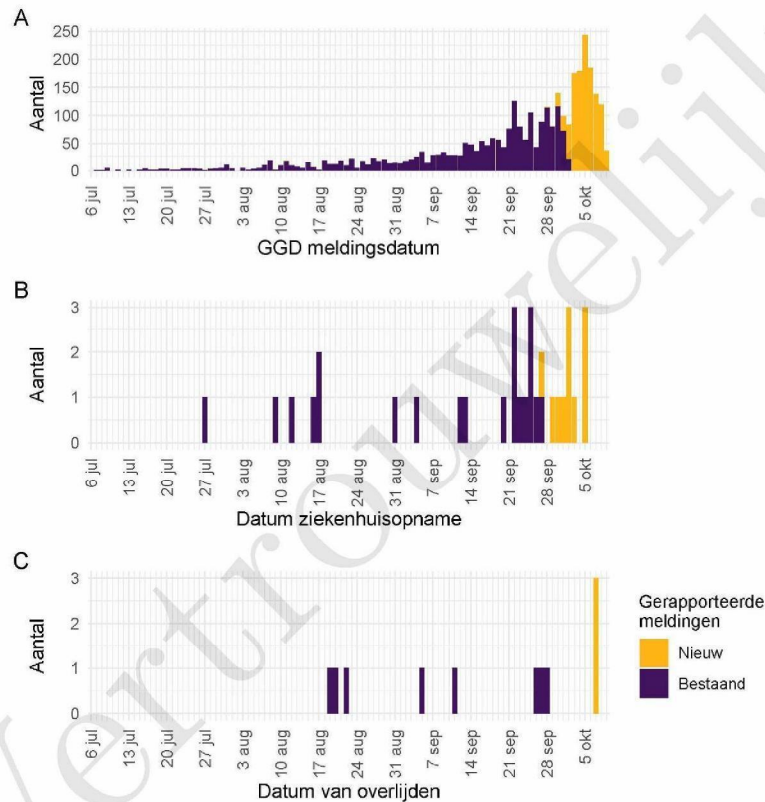 A
250
200
150
100
50
0
Aantal
6 jul
13 jul
20 jul
27 jul
3 aug
10 aug
17 aug
24 aug
31 aug
7 sep
14 sep
21 sep
28 sep
5 okt
GGD meldingsdatum
B
3
2
1
0
Aantal
6 jul
13 jul
20 jul
27 jul
3 aug
10 aug
17 aug
24 aug
31 aug
7 sep
14 sep
21 sep
28 sep
5 okt
Datum ziekenhuisopname
C
3
2
1
0
Aantal
6 jul
13 jul
20 jul
27 jul
3 aug
10 aug
17 aug
24 aug
31 aug
7 sep
14 sep
21 sep
28 sep
5 okt
Datum van overlijden
Gerapporteerde
meldingen
Nieuw
Bestaand